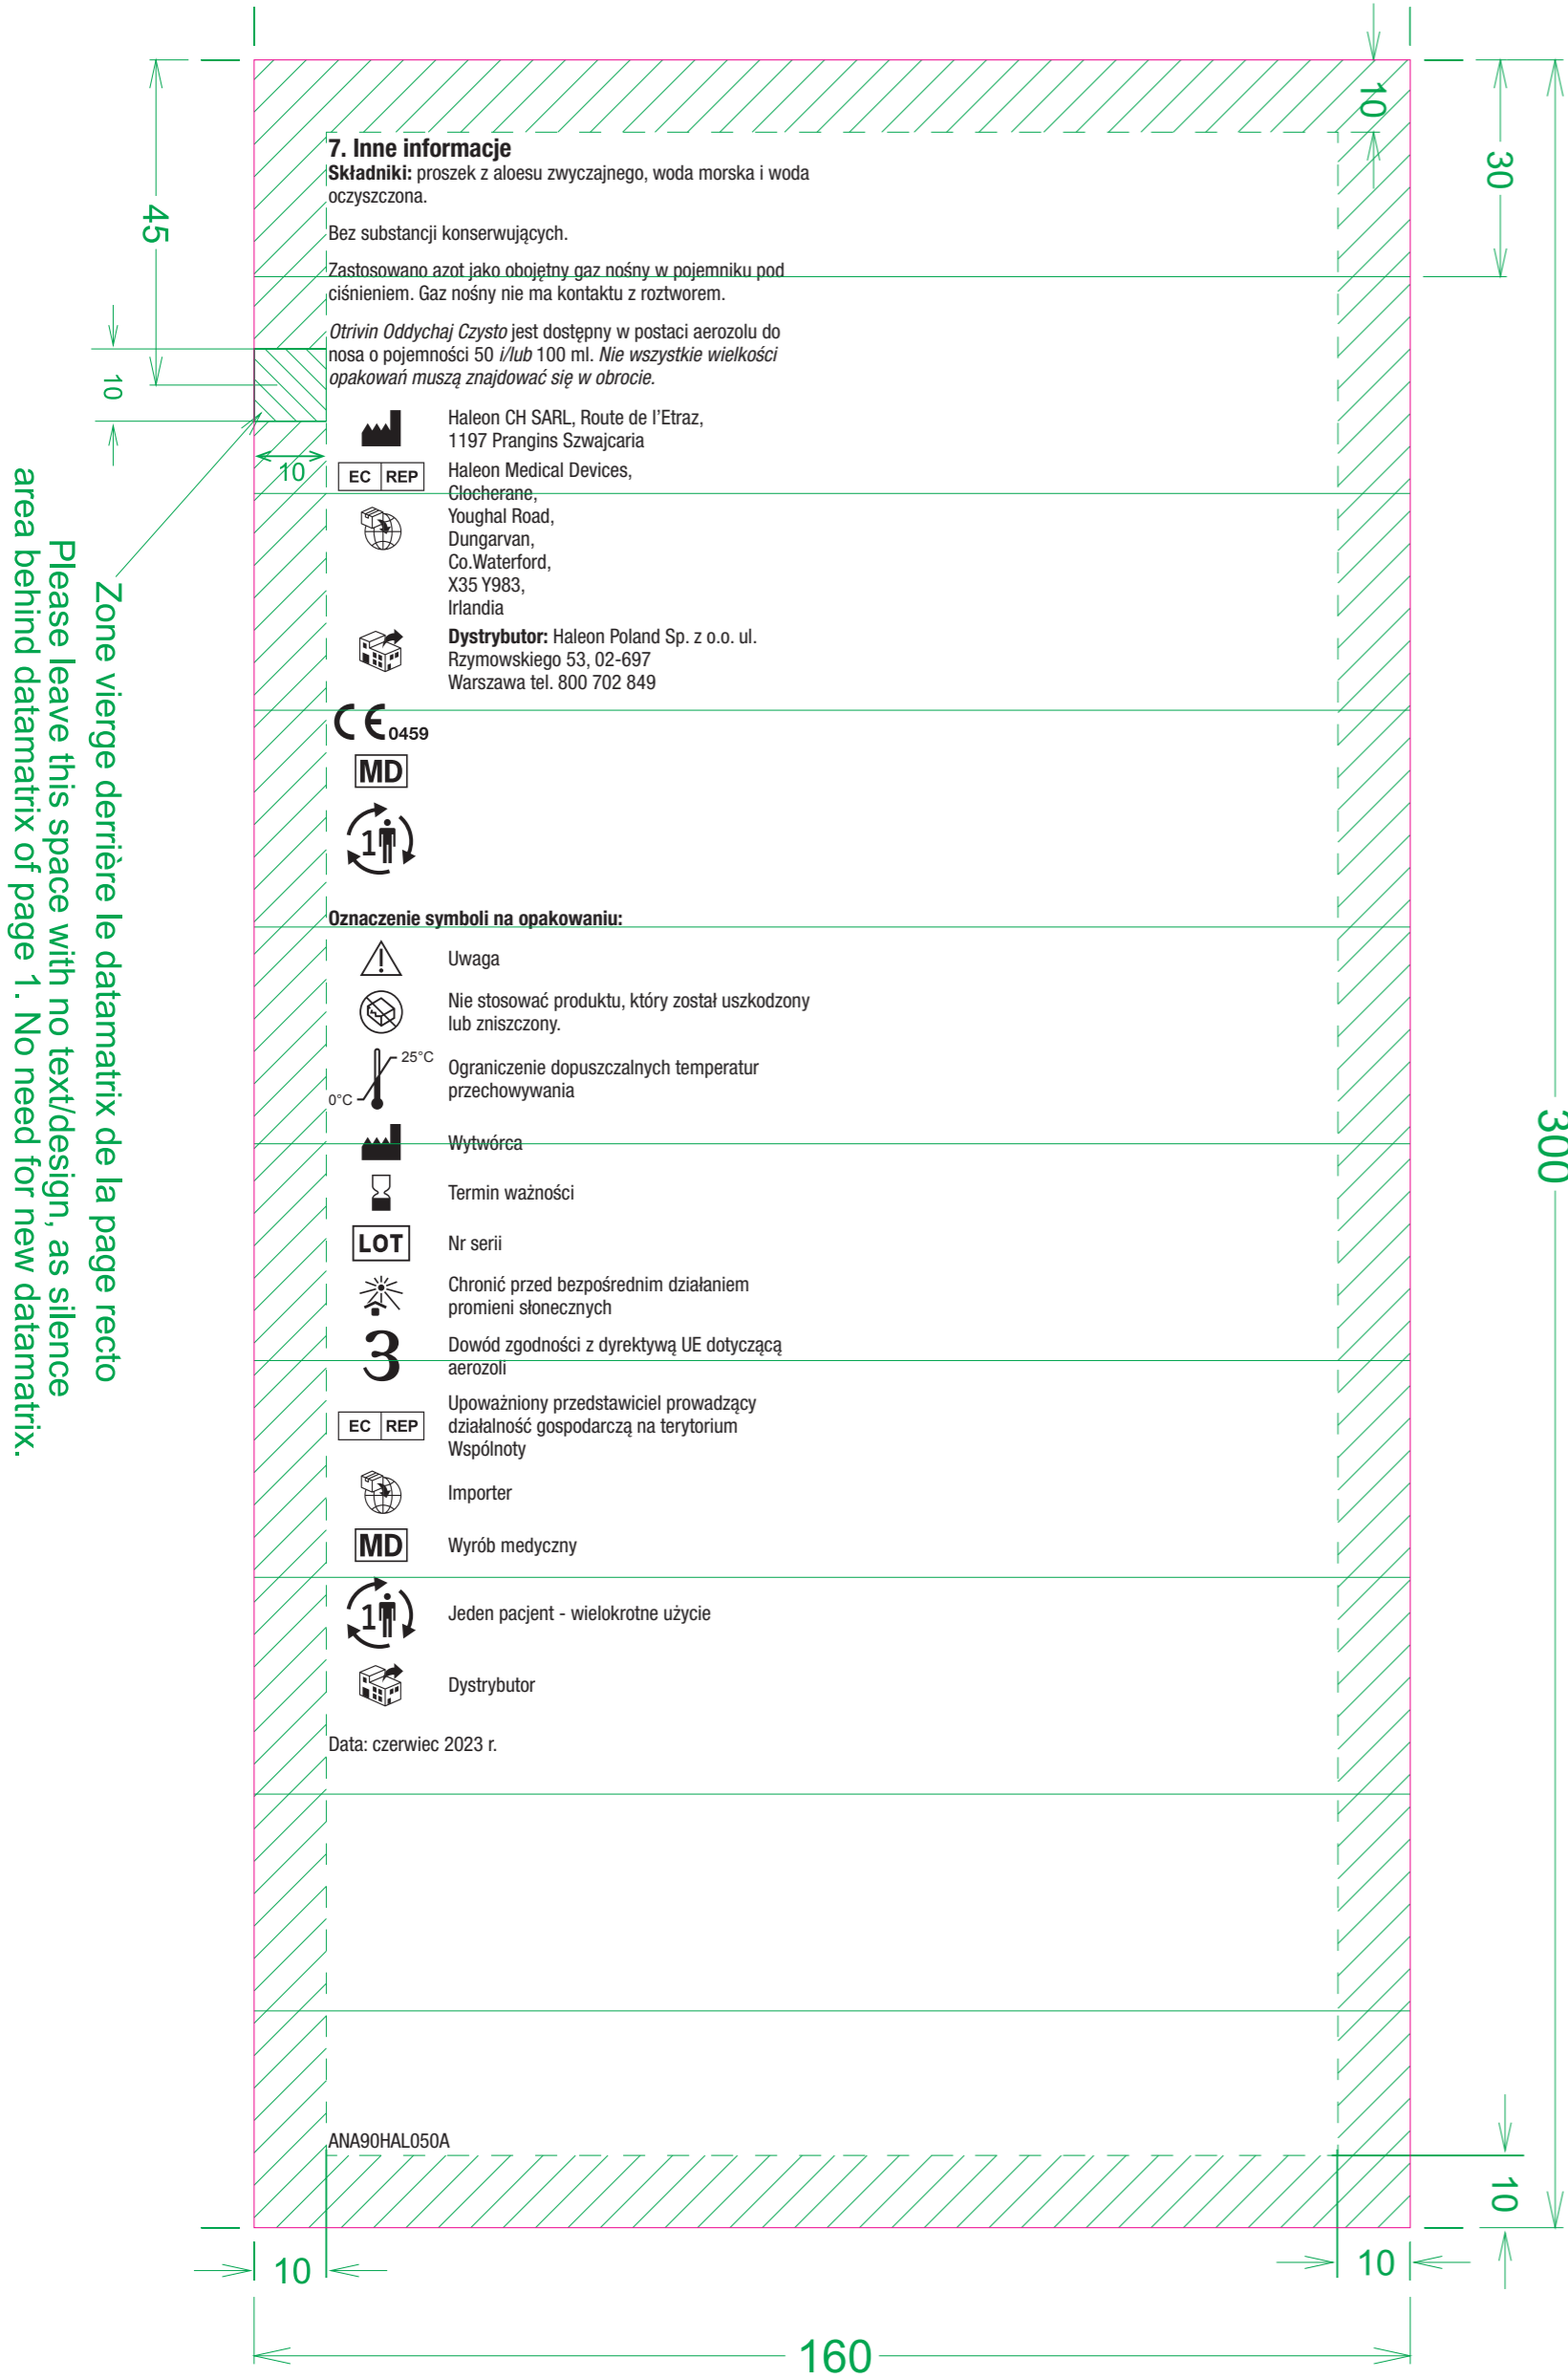 10
30
45
10
10
300
7. Inne informacje
Składniki: proszek z aloesu zwyczajnego, woda morska i woda
oczyszczona.
Bez substancji konserwujących.
Zastosowano azot jako obojętny gaz nośny w pojemniku pod
ciśnieniem. Gaz nośny nie ma kontaktu z roztworem.
Otrivin Oddychaj Czysto jest dostępny w postaci aerozolu do
nosa o pojemności 50 i/lub 100 ml. Nie wszystkie wielkości
opakowań muszą znajdować się w obrocie.
Haleon CH SARL, Route de l’Etraz,
1197 Prangins Szwajcaria
EC REP
Haleon Medical Devices,
Clocherane,
Youghal Road,
Dungarvan,
Co.Waterford,
X35 Y983,
Irlandia
Dystrybutor: Haleon Poland Sp. z o.o. ul.
Rzymowskiego 53, 02-697
Warszawa tel. 800 702 849
CE 0459
MD
1
Oznaczenie symboli na opakowaniu:
Uwaga
Nie stosować produktu, który został uszkodzony
lub zniszczony.
25°C
0°C
Ograniczenie dopuszczalnych temperatur
przechowywania
Wytwórca
Termin ważności
LOT
Nr serii
Chronić przed bezpośrednim działaniem
promieni słonecznych
3
Dowód zgodności z dyrektywą UE dotyczącą
aerozoli
EC REP
Upoważniony przedstawiciel prowadzący
działalność gospodarczą na terytorium
Wspólnoty
Importer
MD
Wyrób medyczny
1
Jeden pacjent - wielokrotne użycie
Dystrybutor
Data: czerwiec 2023 r.
ANA90HAL050A
Zone vierge derrière le datamatrix de la page recto
Please leave this space with no text/design, as silence
area behind datamatrix of page 1. No need for new datamatrix.
10
10
10
160